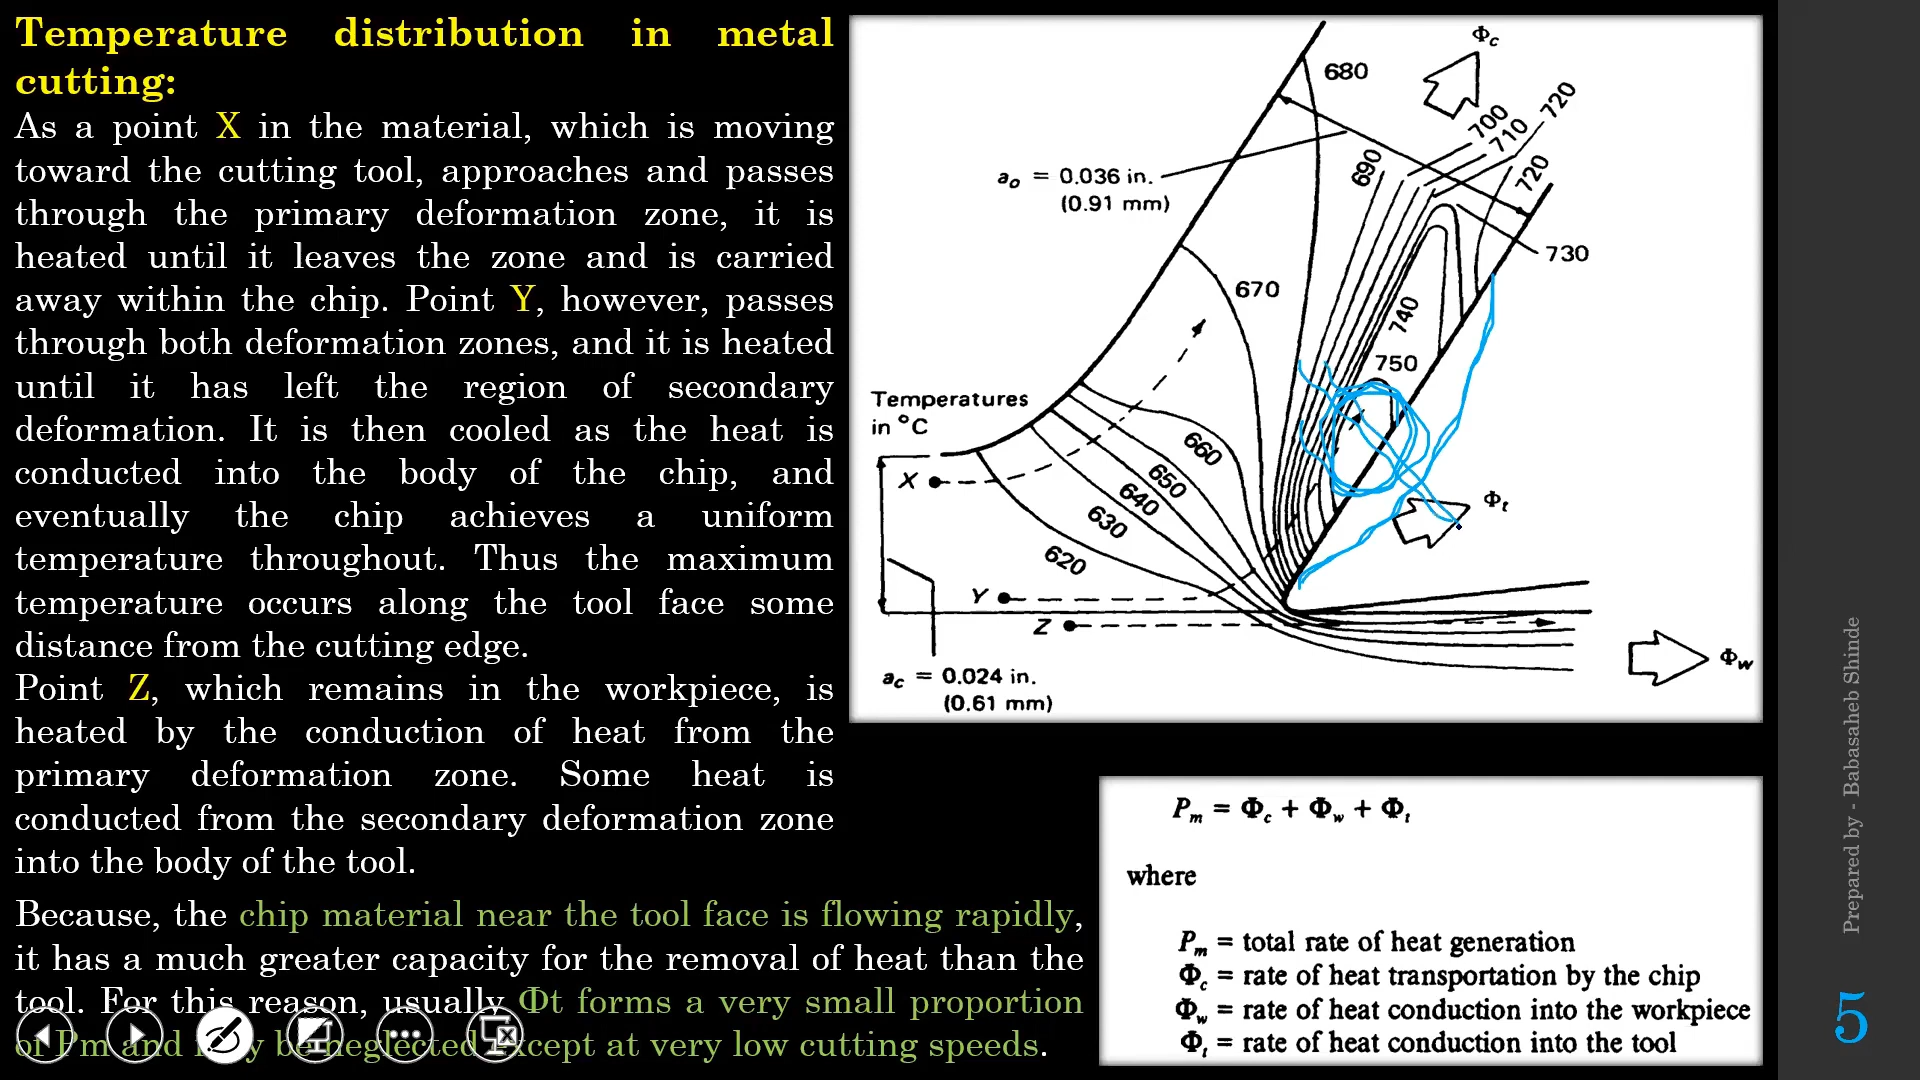 Temperature distribution in metal
cutting:
As a point X in the material, which is moving
toward the cutting tool, approaches and passes
through the primary deformation zone, it is
heated until it leaves the zone and is carried
away within the chip. Point Y, however, passes
through both deformation zones, and it is heated
until it has left the region of secondary
deformation. It is then cooled as the heat is
conducted into the body of the chip, and
eventually the chip achieves a uniform
temperature throughout. Thus the maximum
temperature occurs along the tool face some
distance from the cutting edge.
Point Z, which remains in the workpiece, is
heated by the conduction of heat from the
primary deformation zone. Some heat is
conducted from the secondary deformation zone
into the body of the tool.
Because, the chip material near the tool face is flowing rapidly,
it has a much greater capacity for the removal of heat than the
tool. For this reason, usually Φt forms a very small proportion
of Pm and may be neglected except at very low cutting speeds.
Φc
680
700
710
720
690
720
a₀ = 0.036 in.
(0.91 mm)
730
670
740
750
Temperatures
in °C
660
650
640
630
620
X
Y
Z
Φt
Φw
ac = 0.024 in.
(0.61 mm)
Pm = Φc + Φw + Φt
where
Pm = total rate of heat generation
Φc = rate of heat transportation by the chip
Φw = rate of heat conduction into the workpiece
Φt = rate of heat conduction into the tool
Prepared by - Babasaheb Shinde
5